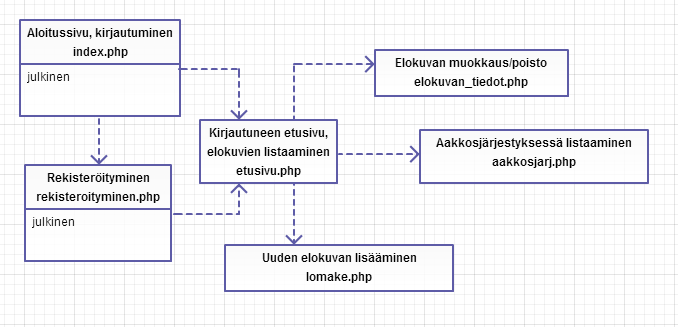 Aloitussivu, kirjautuminen
index.php
julkinen
Rekisteröityminen
rekisteroityminen.php
julkinen
Kirjautuneen etusivu,
elokuvien listaaminen
etusivu.php
Elokuvan muokkaus/poisto
elokuvan_tiedot.php
Aakkosjärjestyksessä listaaminen
aakkosjarj.php
Uuden elokuvan lisääminen
lomake.php